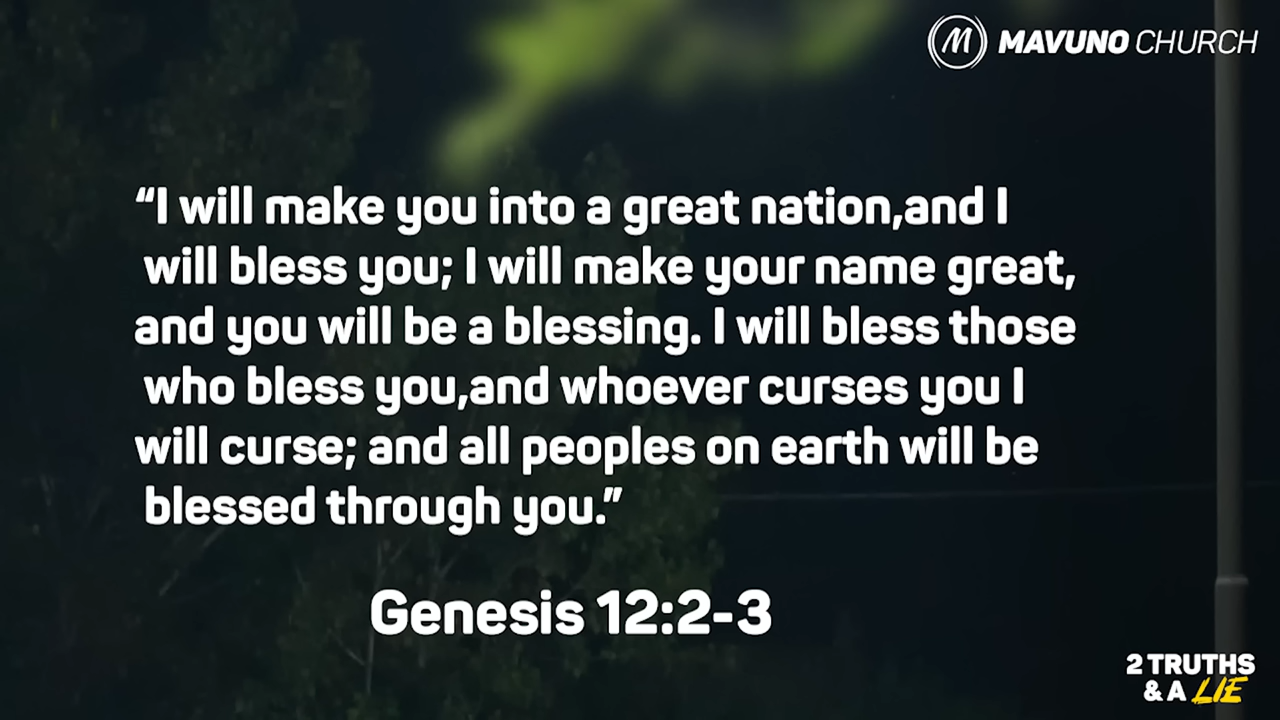 MAVUNO CHURCH
“I will make you into a great nation,and I
will bless you; I will make your name great,
and you will be a blessing. I will bless those
who bless you,and whoever curses you I
will curse; and all peoples on earth will be
blessed through you.”
Genesis 12:2-3
2 TRUTHS
& A LIE